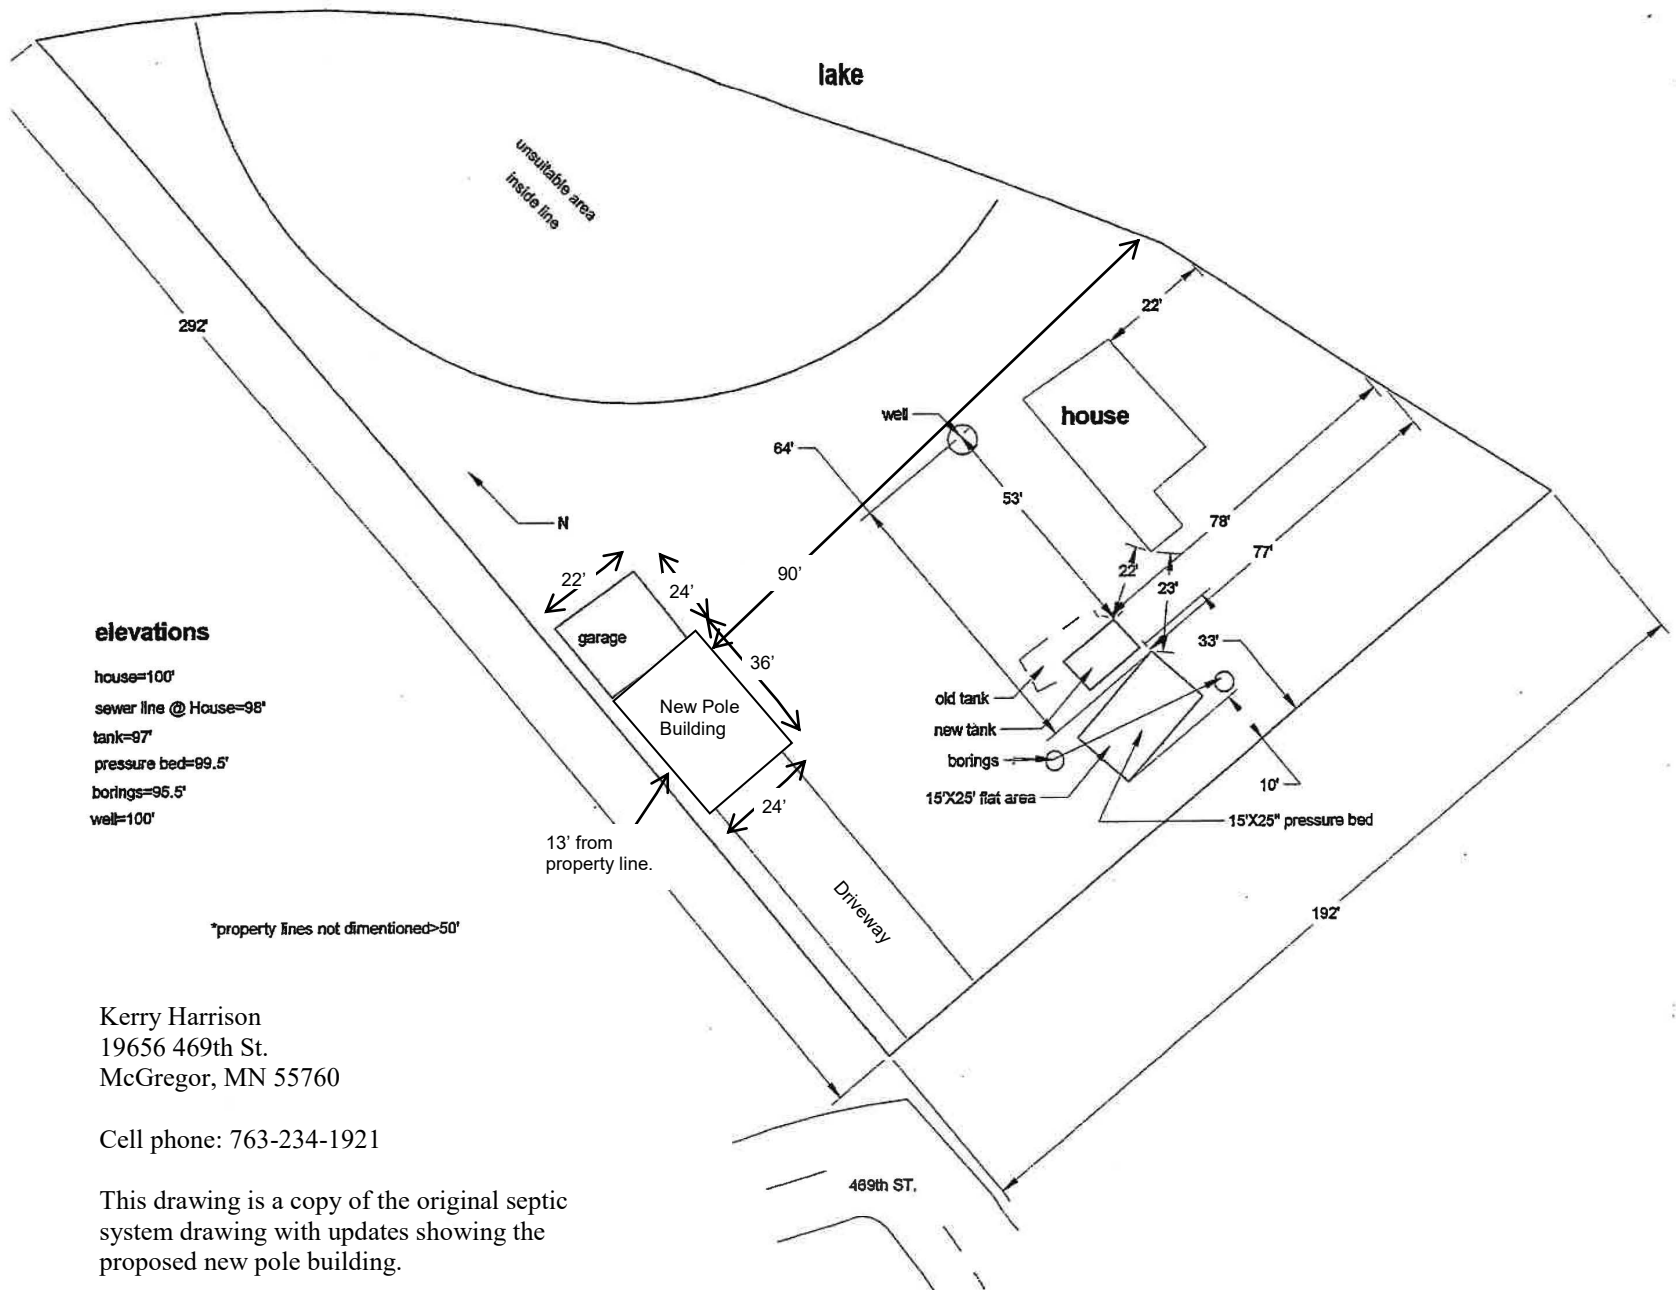 lake
unsuitable area
inside line
22'
292'
well
house
64'
53'
78'
77'
N
22'
24'
90'
22'
23'
33'
elevations
garage
36'
house=100'
sewer line @ House=98'
tank=97'
pressure bed=99.5'
borings=95.5'
well=100'
New Pole
Building
old tank
new tank
borings
15'X25' flat area
10'
15'X25" pressure bed
24'
13' from
property line.
Driveway
192'
*property lines not dimentioned>50'
Kerry Harrison
19656 469th St.
McGregor, MN 55760
Cell phone: 763-234-1921
469th ST.
This drawing is a copy of the original septic
system drawing with updates showing the
proposed new pole building.